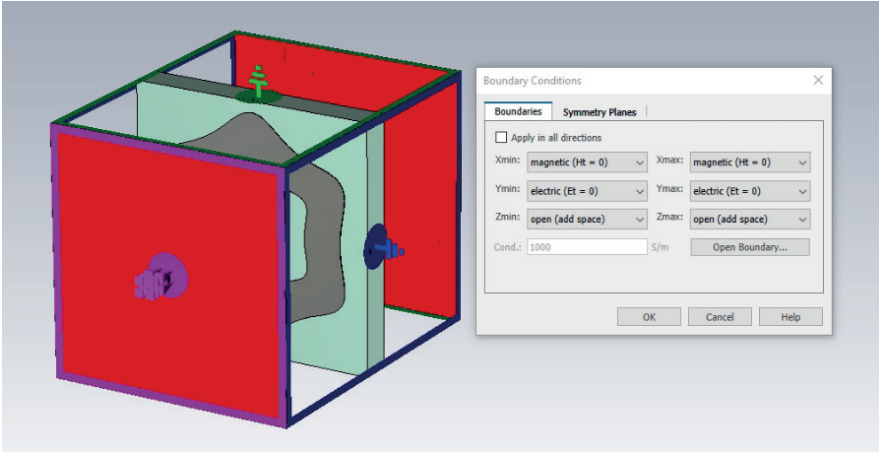 Boundary Conditions
Boundaries Symmetry Planes
Apply in all directions
Xmin: magnetic (Ht = 0) Xmax: magnetic (Ht = 0)
Ymin: electric (Et = 0) Ymax: electric (Et = 0)
Zmin: open (add space) Zmax: open (add space)
Cond.: 1000 S/m Open Boundary...
OK Cancel Help